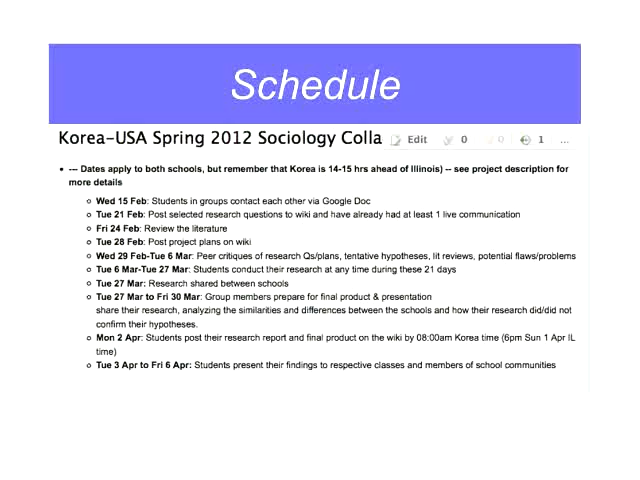 Schedule
Korea-USA Spring 2012 Sociology Colla Edit 0 0 1 ...
• --- Dates apply to both schools, but remember that Korea is 14-15 hrs ahead of Illinois) -- see project description for
more details
Wed 15 Feb: Students in groups contact each other via Google Doc
Tue 21 Feb: Post selected research questions to wiki and have already had at least 1 live communication
Fri 24 Feb: Review the literature
Tue 28 Feb: Post project plans on wiki
Wed 29 Feb-Tue 6 Mar: Peer critiques of research Qs/plans, tentative hypotheses, lit reviews, potential flaws/problems
Tue 6 Mar-Tue 27 Mar: Students conduct their research at any time during these 21 days
Tue 27 Mar: Research shared between schools
Tue 27 Mar to Fri 30 Mar: Group members prepare for final product & presentation
share their research, analyzing the similarities and differences between the schools and how their research did/did not
confirm their hypotheses.
Mon 2 Apr: Students post their research report and final product on the wiki by 08:00am Korea time (6pm Sun 1 Apr IL
time)
Tue 3 Apr to Fri 6 Apr: Students present their findings to respective classes and members of school communities